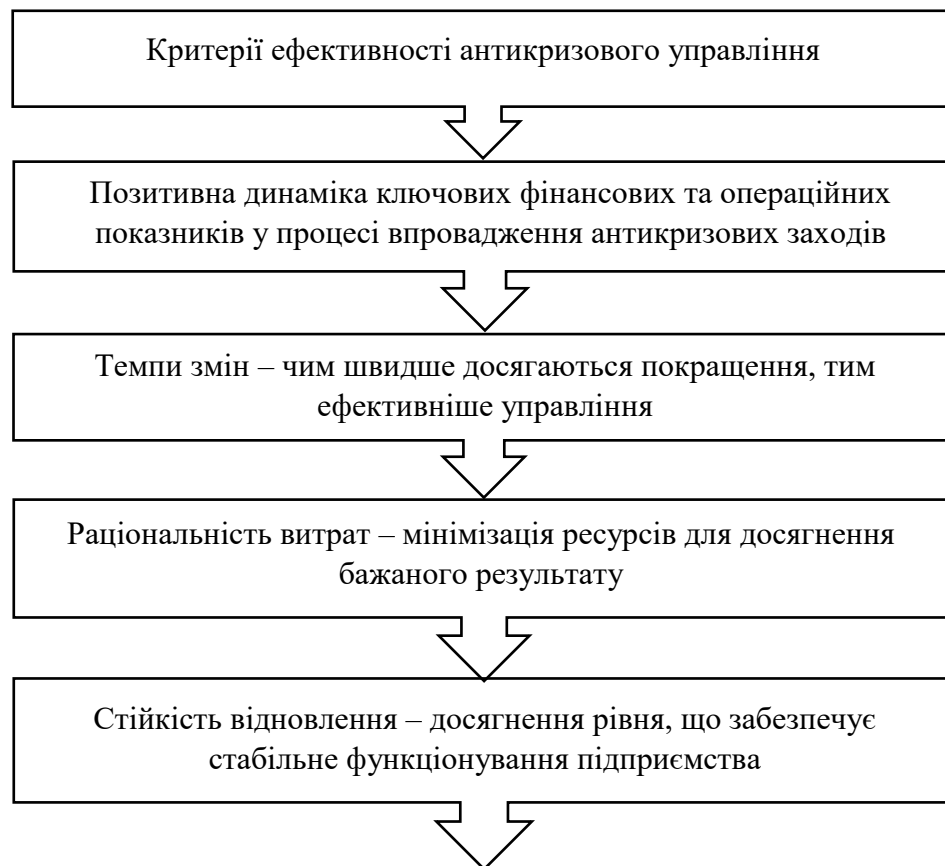 Критерії ефективності антикризового управління
Позитивна динаміка ключових фінансових та операційних
показників у процесі впровадження антикризових заходів
Темпи змін – чим швидше досягаються покращення, тим
ефективніше управління
Раціональність витрат – мінімізація ресурсів для досягнення
бажаного результату
Стійкість відновлення – досягнення рівня, що забезпечує
стабільне функціонування підприємства